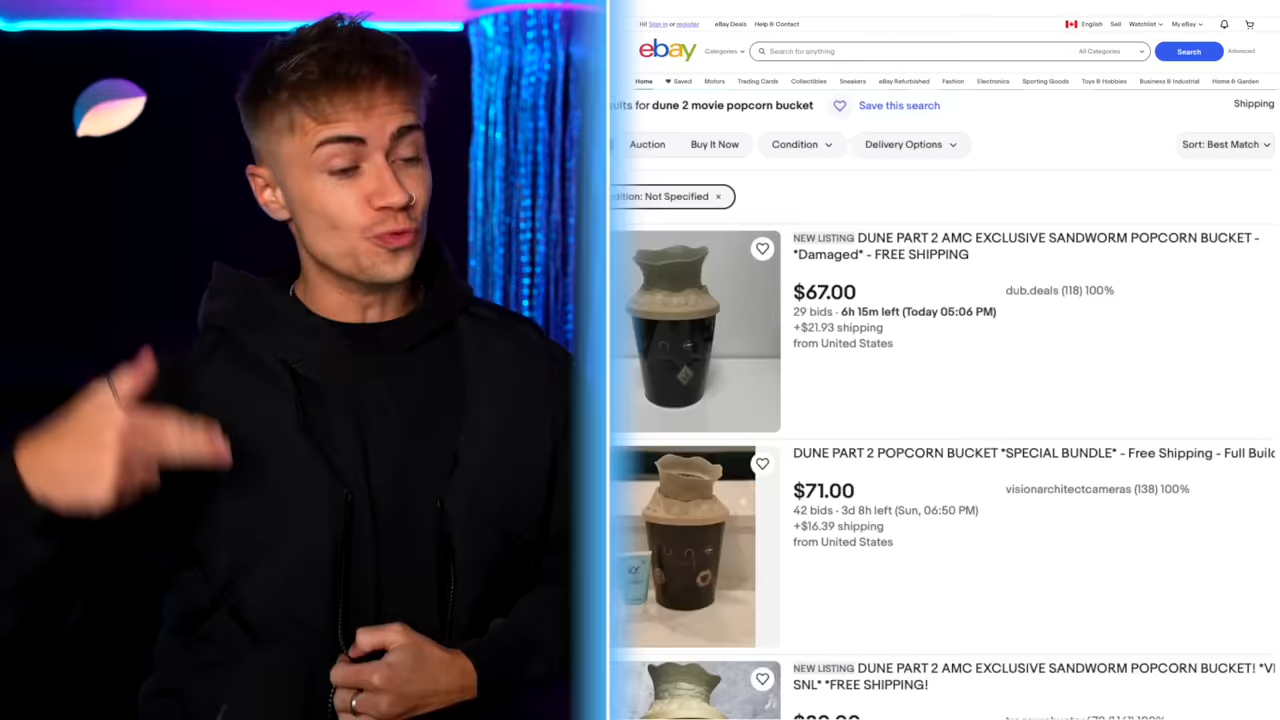 Hi! Sign in or register eBay Deals Help & Contact English Sell Watchlist My eBay
ebay Categories Search for anything All Categories Search Advanced
Home Saved Motors Trading Cards Collectibles Sneakers eBay Refurbished Fashion Electronics Sporting Goods Toys & Hobbies Business & Industrial Home & Garden
ults for dune 2 movie popcorn bucket Save this search Shipping
Auction Buy It Now Condition Delivery Options Sort: Best Match
dition: Not Specified ×
NEW LISTING DUNE PART 2 AMC EXCLUSIVE SANDWORM POPCORN BUCKET -
*Damaged* - FREE SHIPPING
$67.00 dub.deals (118) 100%
29 bids · 6h 15m left (Today 05:06 PM)
+$21.93 shipping
from United States
DUNE PART 2 POPCORN BUCKET *SPECIAL BUNDLE* - Free Shipping - Full Buil
$71.00 visionarchitectcameras (138) 100%
42 bids · 3d 8h left (Sun, 06:50 PM)
+$16.39 shipping
from United States
NEW LISTING DUNE PART 2 AMC EXCLUSIVE SANDWORM POPCORN BUCKET! *V
SNL* *FREE SHIPPING!